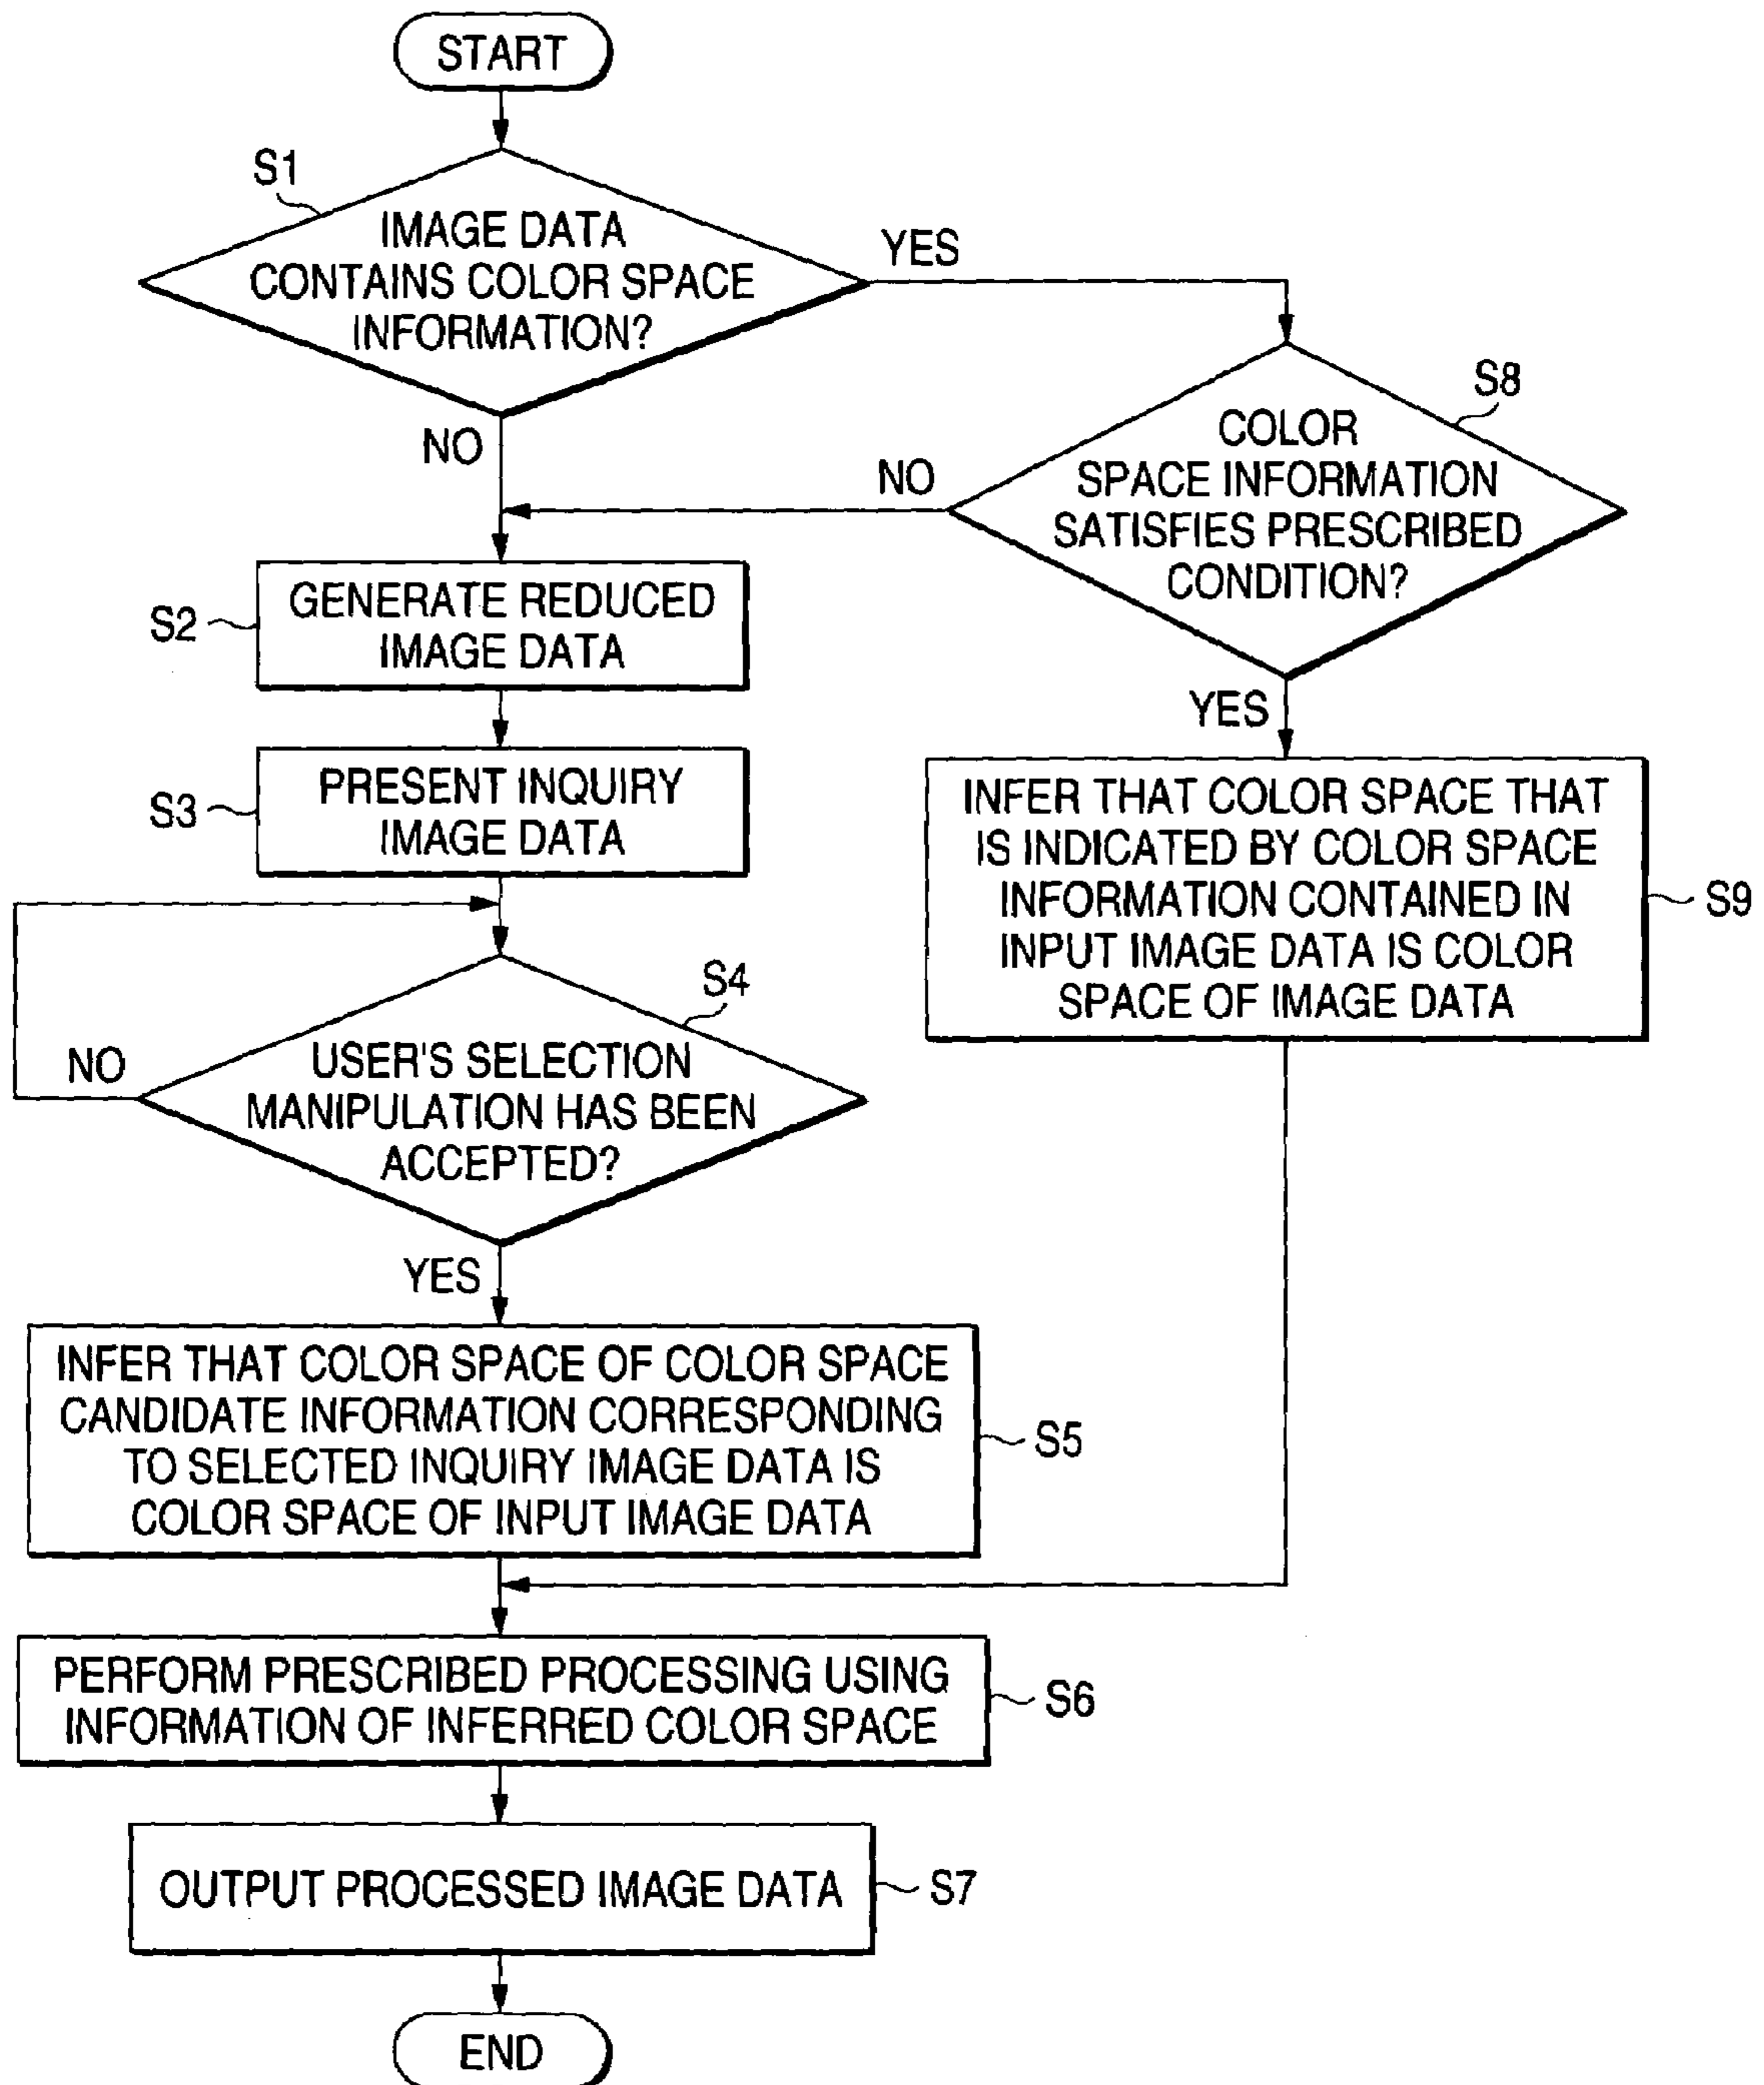 START
S1
IMAGE DATA
CONTAINS COLOR SPACE
INFORMATION?
YES
NO
S8
COLOR
SPACE INFORMATION
SATISFIES PRESCRIBED
CONDITION?
NO
YES
S2
GENERATE REDUCED
IMAGE DATA
S3
PRESENT INQUIRY
IMAGE DATA
INFER THAT COLOR SPACE THAT
IS INDICATED BY COLOR SPACE
INFORMATION CONTAINED IN
INPUT IMAGE DATA IS COLOR
SPACE OF IMAGE DATA
S9
S4
USER'S SELECTION
MANIPULATION HAS BEEN
ACCEPTED?
NO
YES
INFER THAT COLOR SPACE OF COLOR SPACE
CANDIDATE INFORMATION CORRESPONDING
TO SELECTED INQUIRY IMAGE DATA IS
COLOR SPACE OF INPUT IMAGE DATA
S5
PERFORM PRESCRIBED PROCESSING USING
INFORMATION OF INFERRED COLOR SPACE
S6
OUTPUT PROCESSED IMAGE DATA
S7
END